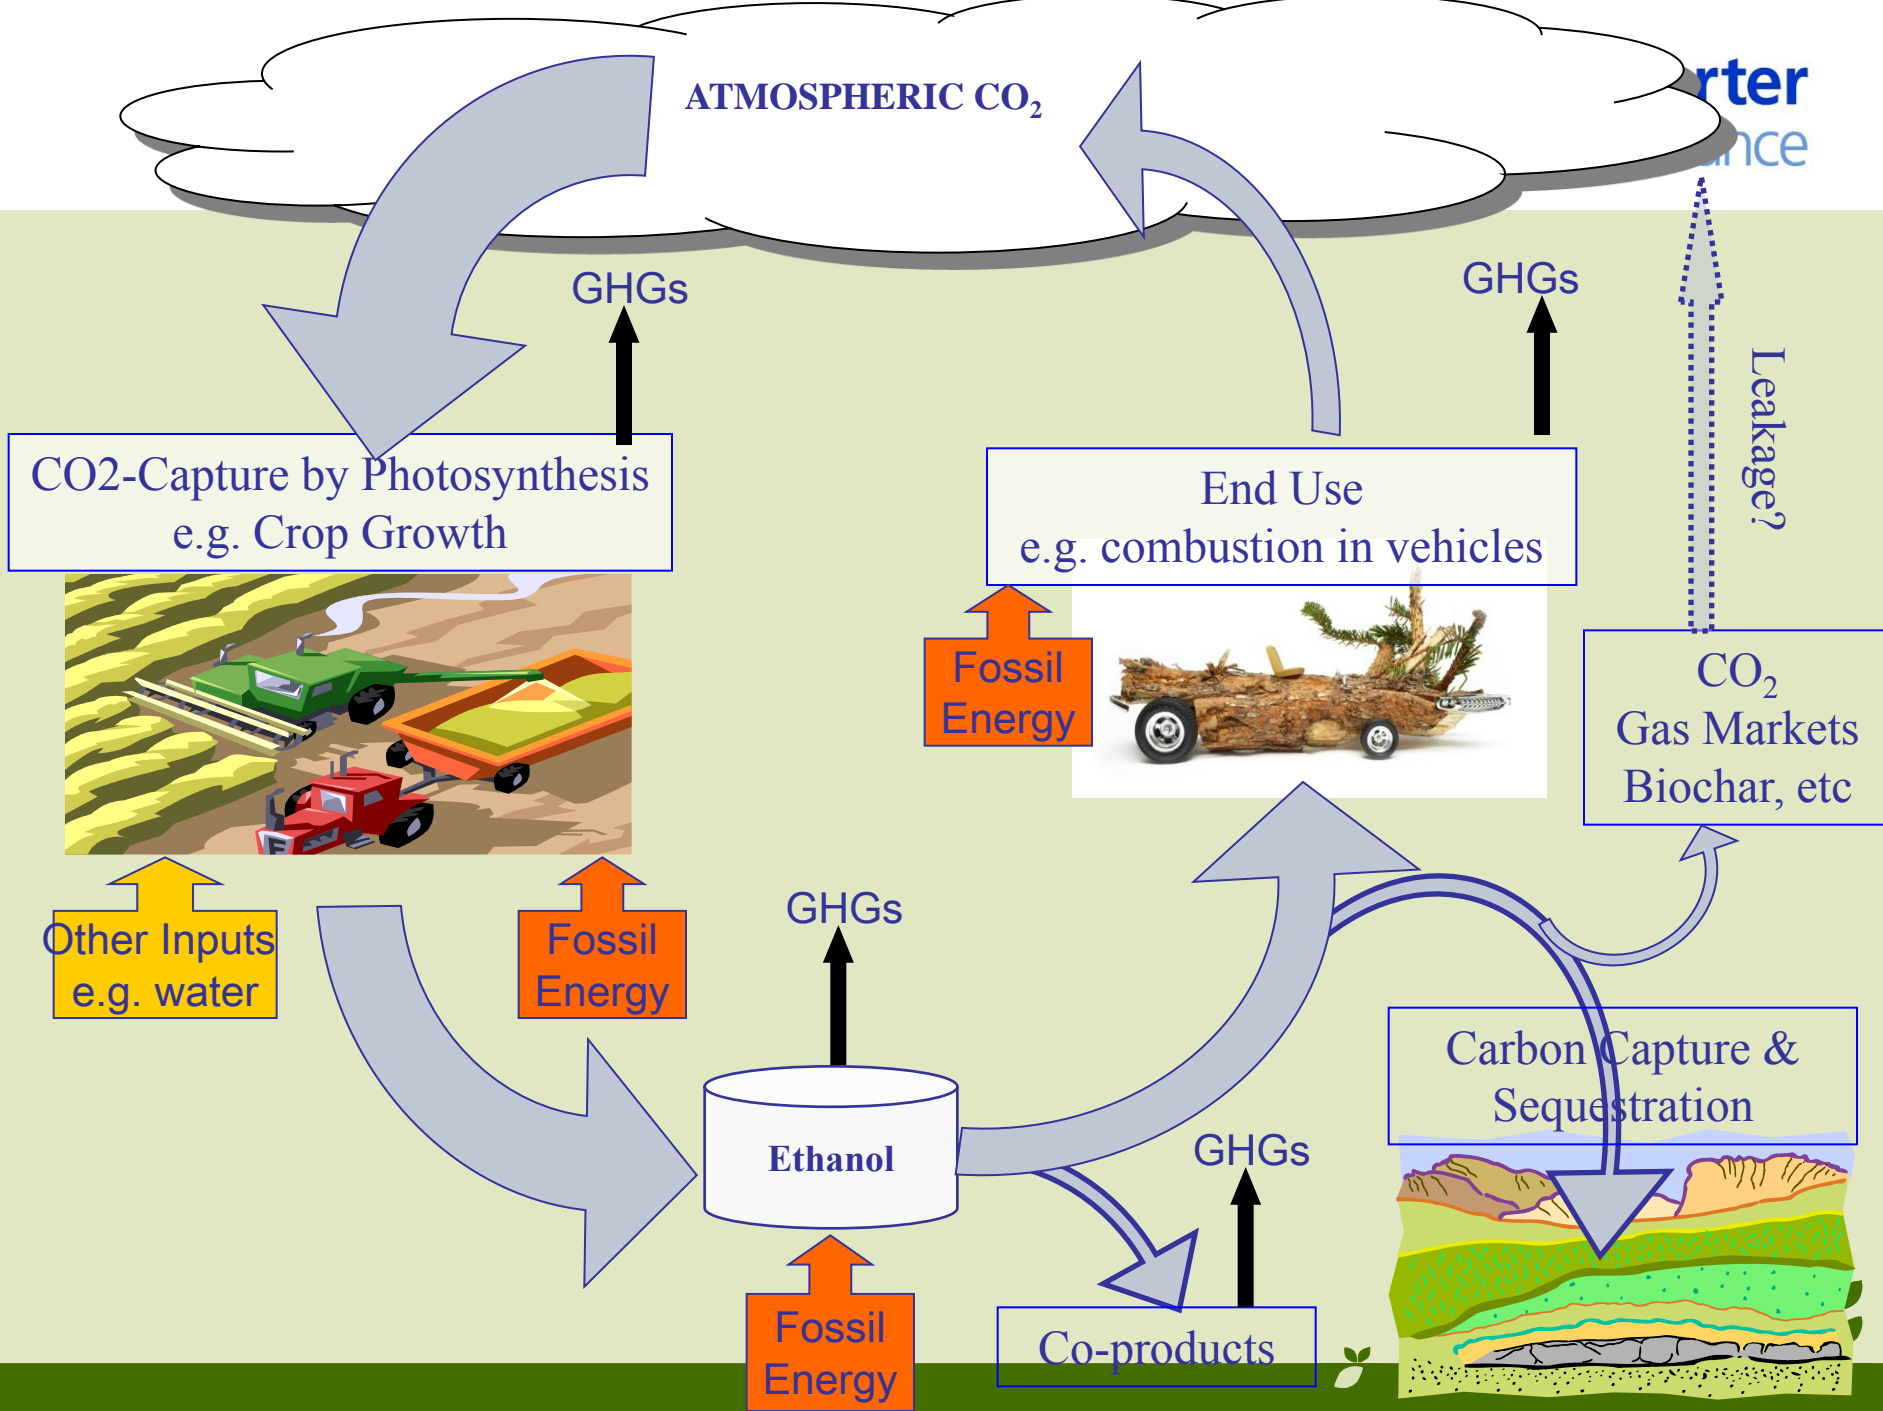 ATMOSPHERIC CO₂
rter
GHGs
GHGs
Leakage?
CO2-Capture by Photosynthesis
e.g. Crop Growth
End Use
e.g. combustion in vehicles
Fossil
Energy
CO₂
Gas Markets
Biochar, etc
Other Inputs
e.g. water
Fossil
Energy
GHGs
Carbon Capture &
Sequestration
Ethanol
GHGs
Fossil
Energy
Co-products